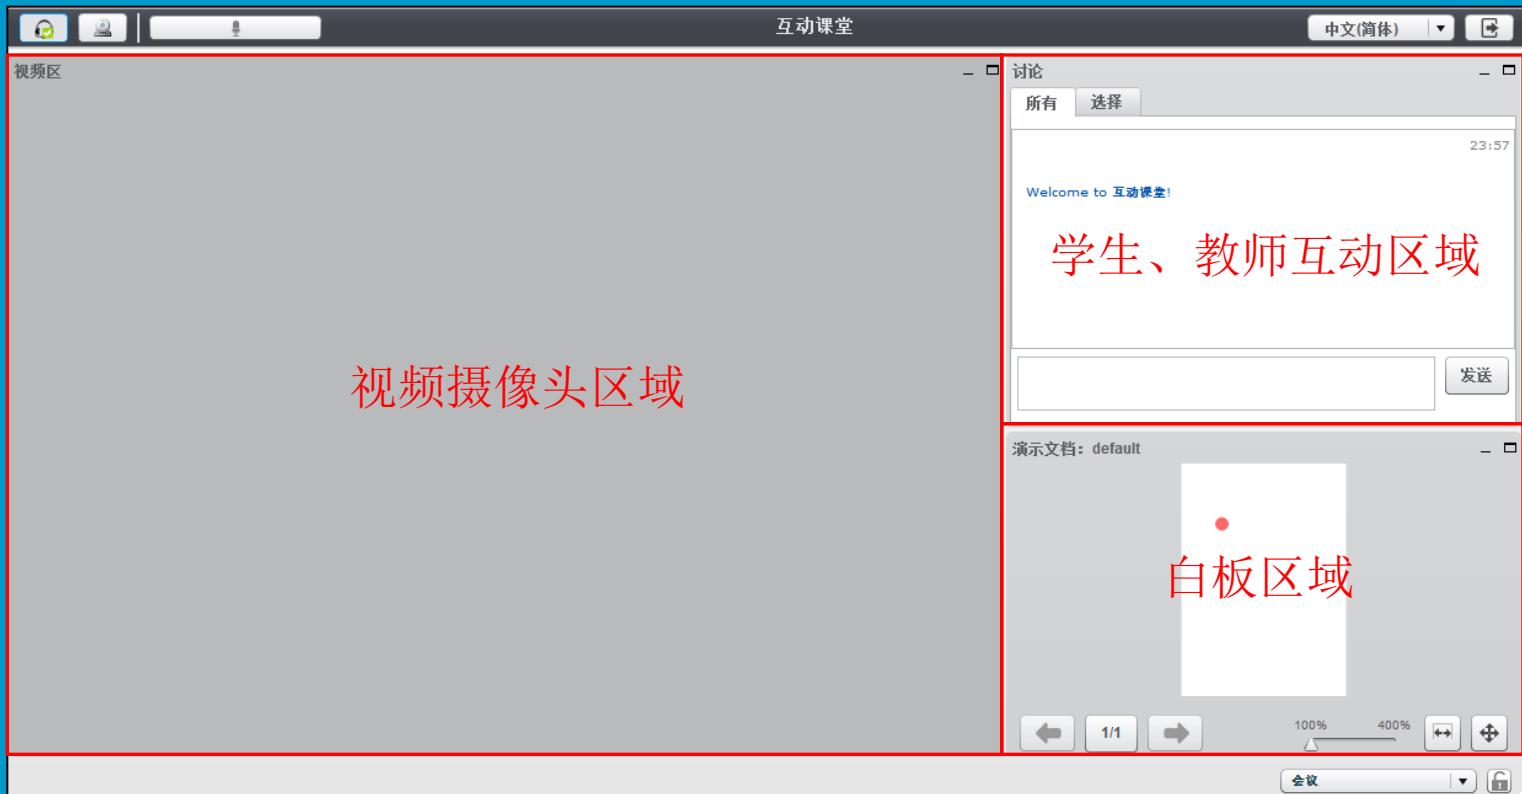 互动课堂
中文(简体)
视频区
视频摄像头区域
讨论
所有 选择
23:57
Welcome to 互动课堂!
学生、教师互动区域
发送
演示文档: default
白板区域
1/1
100% 400%
会议